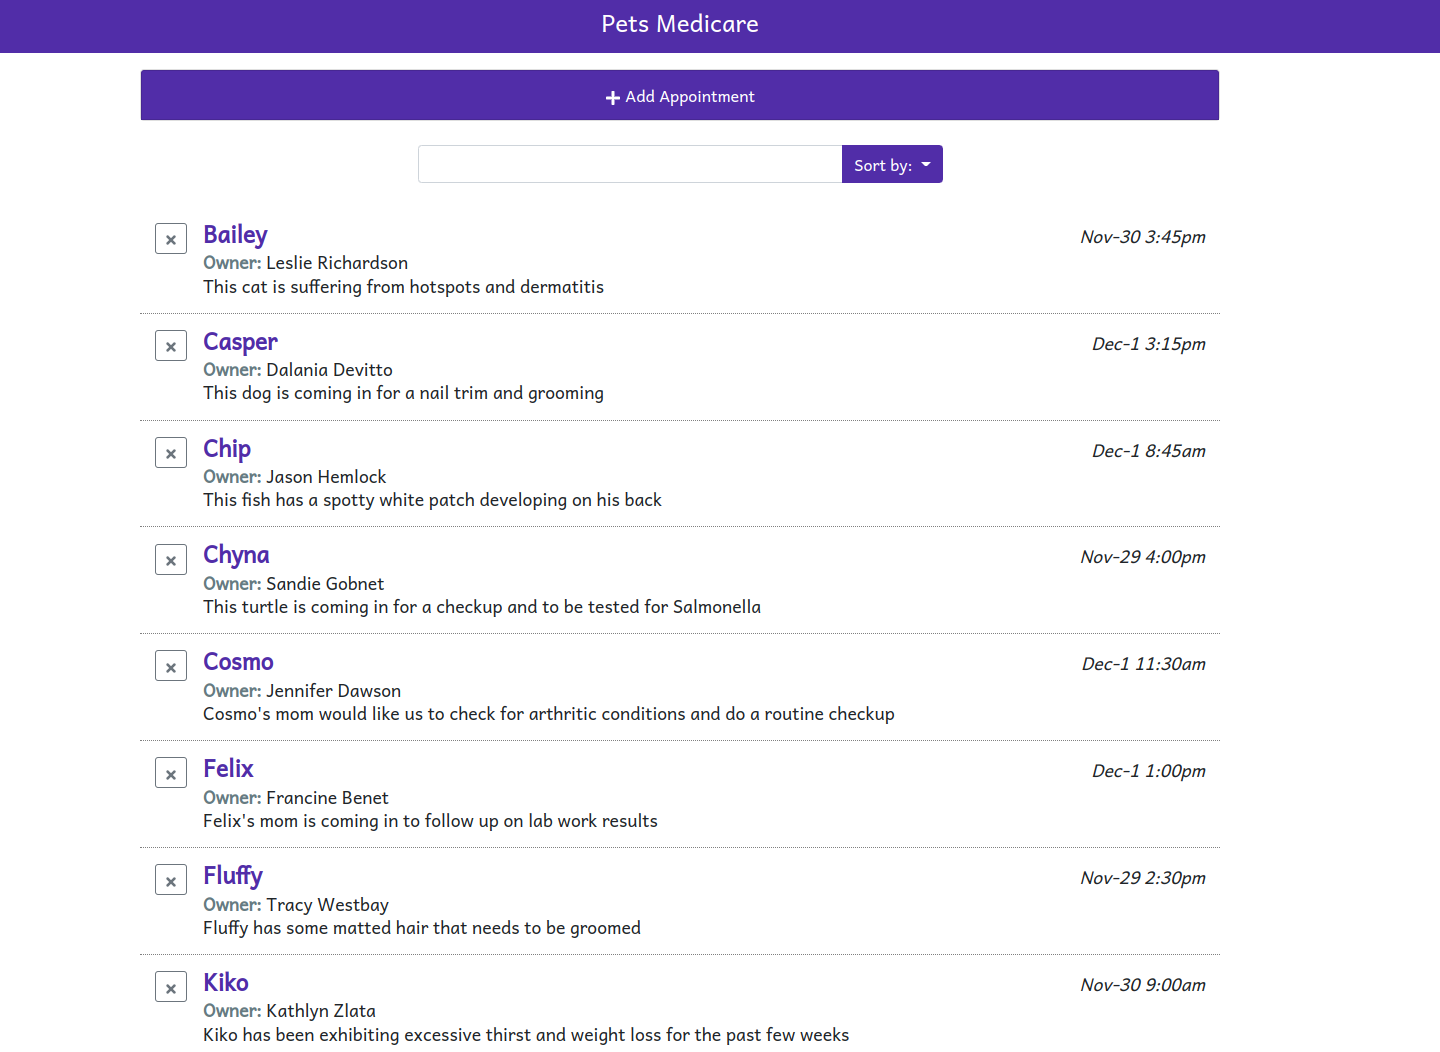 Pets Medicare
Add Appointment
Sort by:
Bailey Nov-30 3:45pm
Owner: Leslie Richardson
This cat is suffering from hotspots and dermatitis
Casper Dec-1 3:15pm
Owner: Dalania Devitto
This dog is coming in for a nail trim and grooming
Chip Dec-1 8:45am
Owner: Jason Hemlock
This fish has a spotty white patch developing on his back
Chyna Nov-29 4:00pm
Owner: Sandie Gobnet
This turtle is coming in for a checkup and to be tested for Salmonella
Cosmo Dec-1 11:30am
Owner: Jennifer Dawson
Cosmo's mom would like us to check for arthritic conditions and do a routine checkup
Felix Dec-1 1:00pm
Owner: Francine Benet
Felix's mom is coming in to follow up on lab work results
Fluffy Nov-29 2:30pm
Owner: Tracy Westbay
Fluffy has some matted hair that needs to be groomed
Kiko Nov-30 9:00am
Owner: Kathlyn Zlata
Kiko has been exhibiting excessive thirst and weight loss for the past few weeks